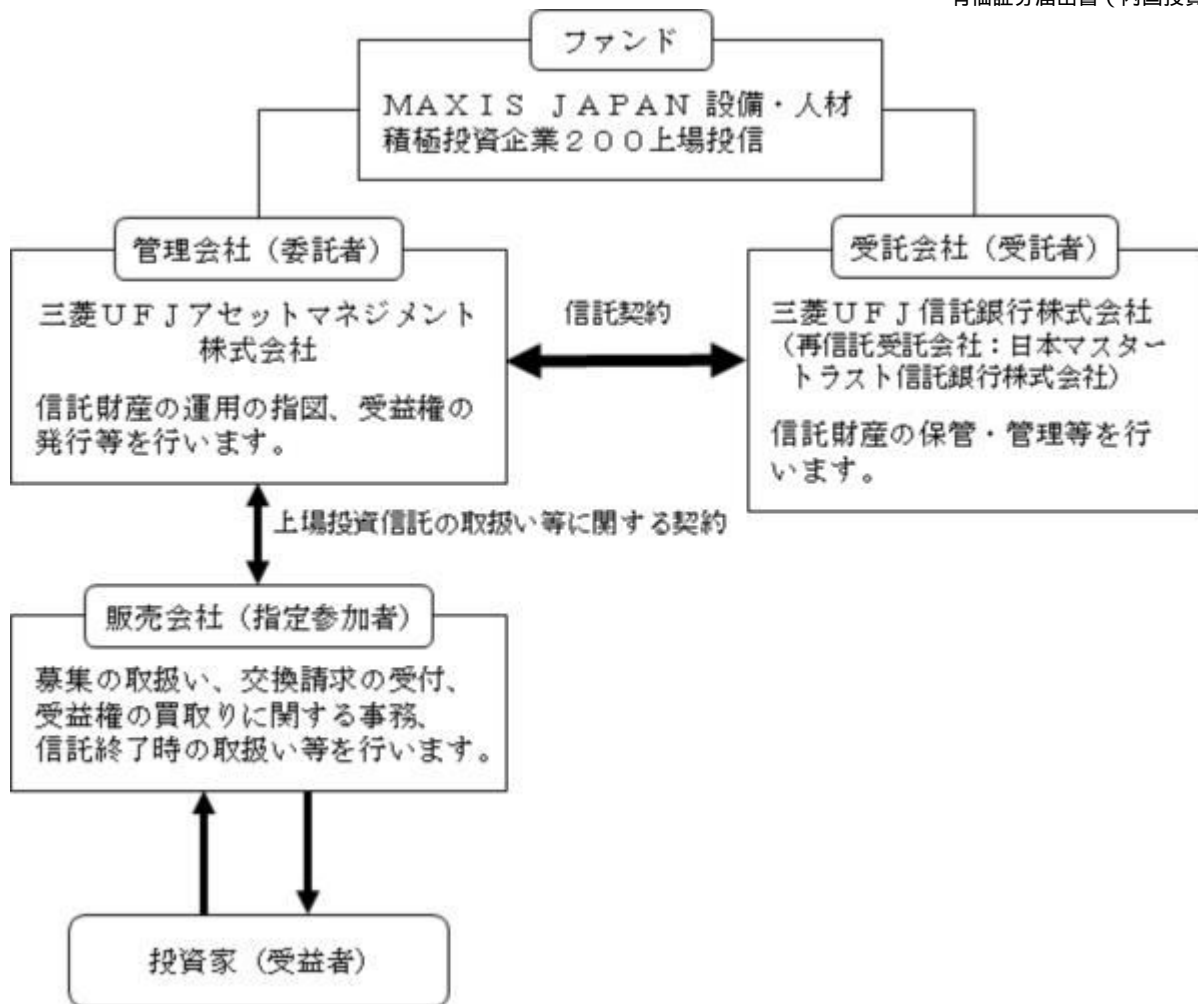 ファンド
ＭＡＸＩＳ ＪＡＰＡＮ 設備・人材
積極投資企業２００上場投信
管理会社（委託者）
三菱ＵＦＪアセットマネジメント
株式会社
信託財産の運用の指図、受益権の
発行等を行います。
信託契約
受託会社（受託者）
三菱ＵＦＪ信託銀行株式会社
（再信託受託会社：日本マスター
トラスト信託銀行株式会社）
信託財産の保管・管理等を行
います。
上場投資信託の取扱い等に関する契約
販売会社（指定参加者）
募集の取扱い、交換請求の受付、
受益権の買取りに関する事務、
信託終了時の取扱い等を行います。
投資家（受益者）